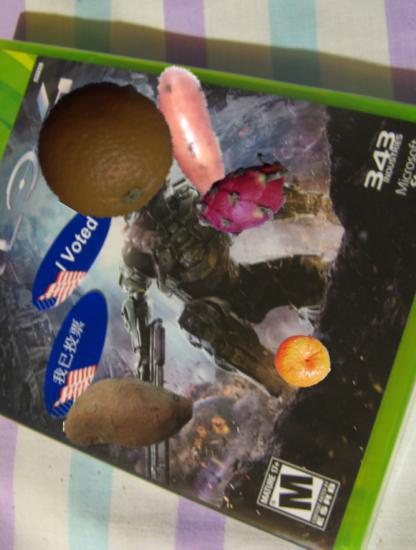 343
INDUSTRIES
Microsoft
I Voted
我已投票
MATURE 17+
M
ESRB